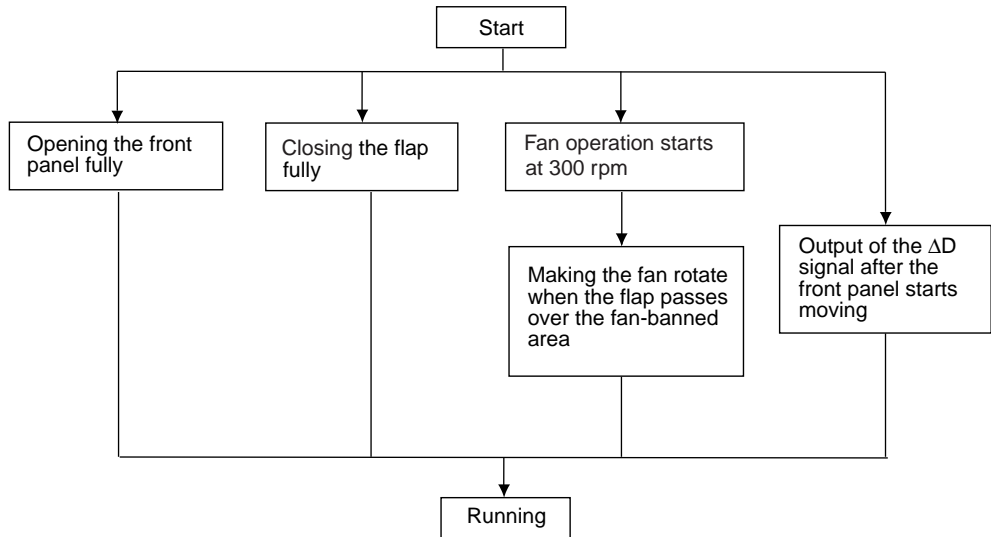 Start
Opening the front
panel fully
Closing the flap
fully
Fan operation starts
at 300 rpm
Making the fan rotate
when the flap passes
over the fan-banned
area
Output of the ΔD
signal after the
front panel starts
moving
Running